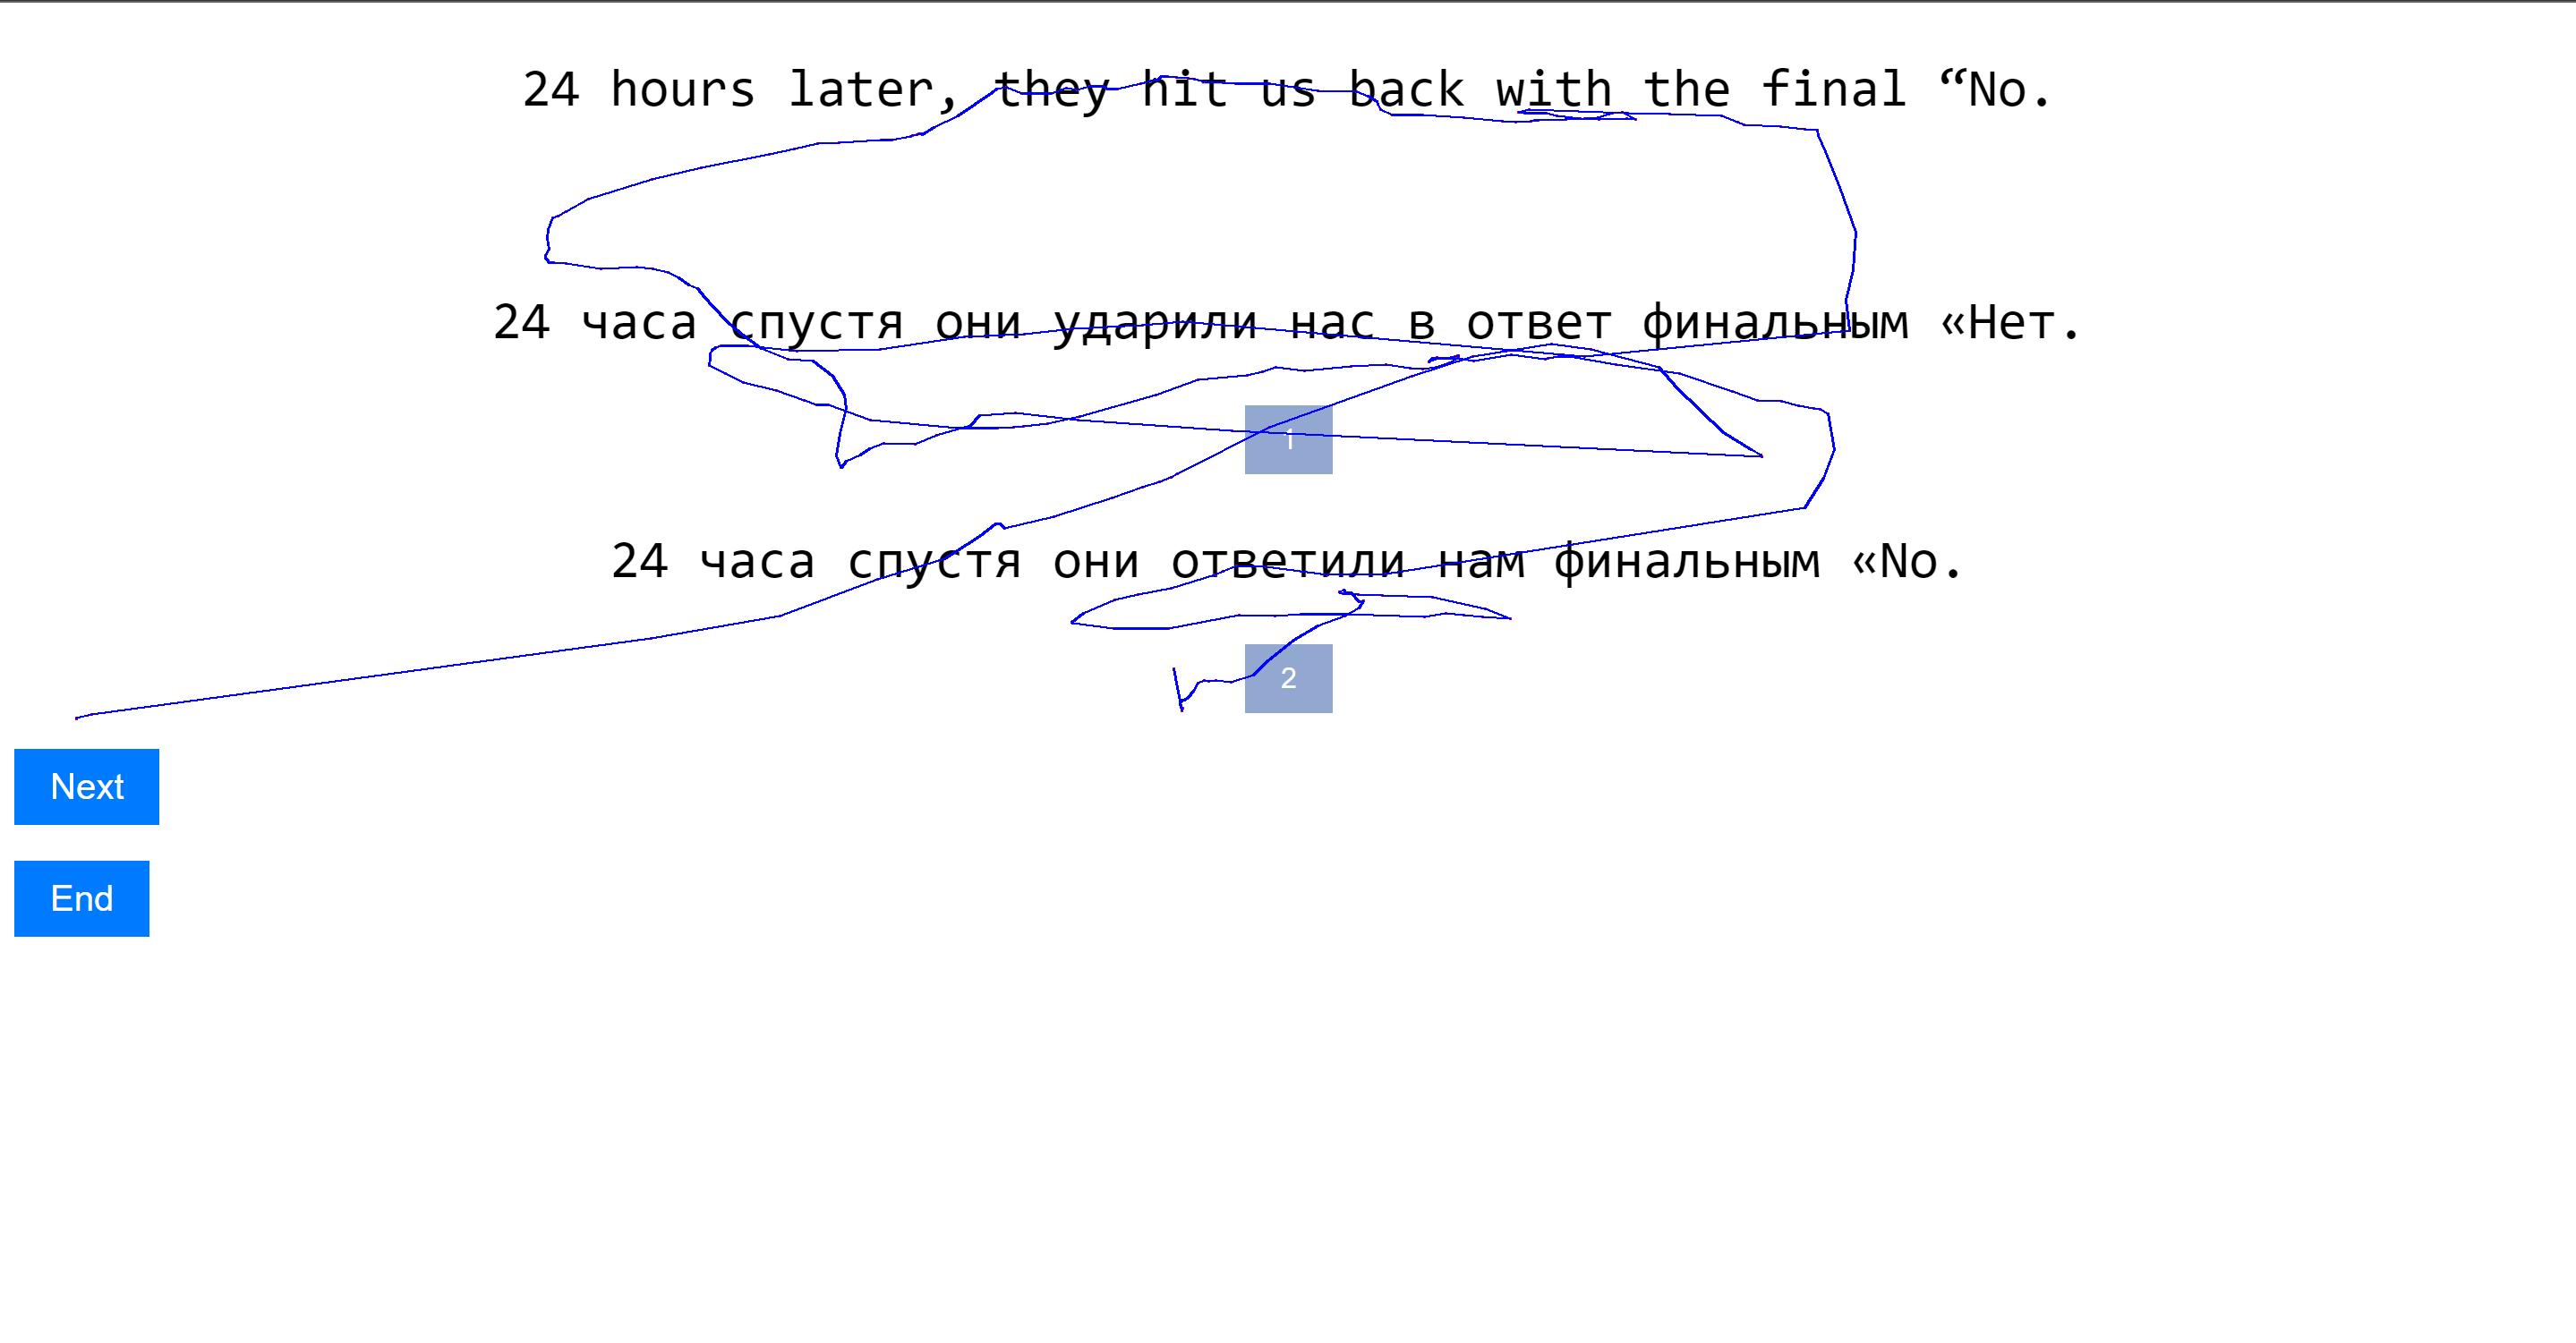 24 hours later, they hit us back with the final “No.
24 часа спустя они ударили нас в ответ финальным «Нет.
1
24 часа спустя они ответили нам финальным «No.
2
Next
End